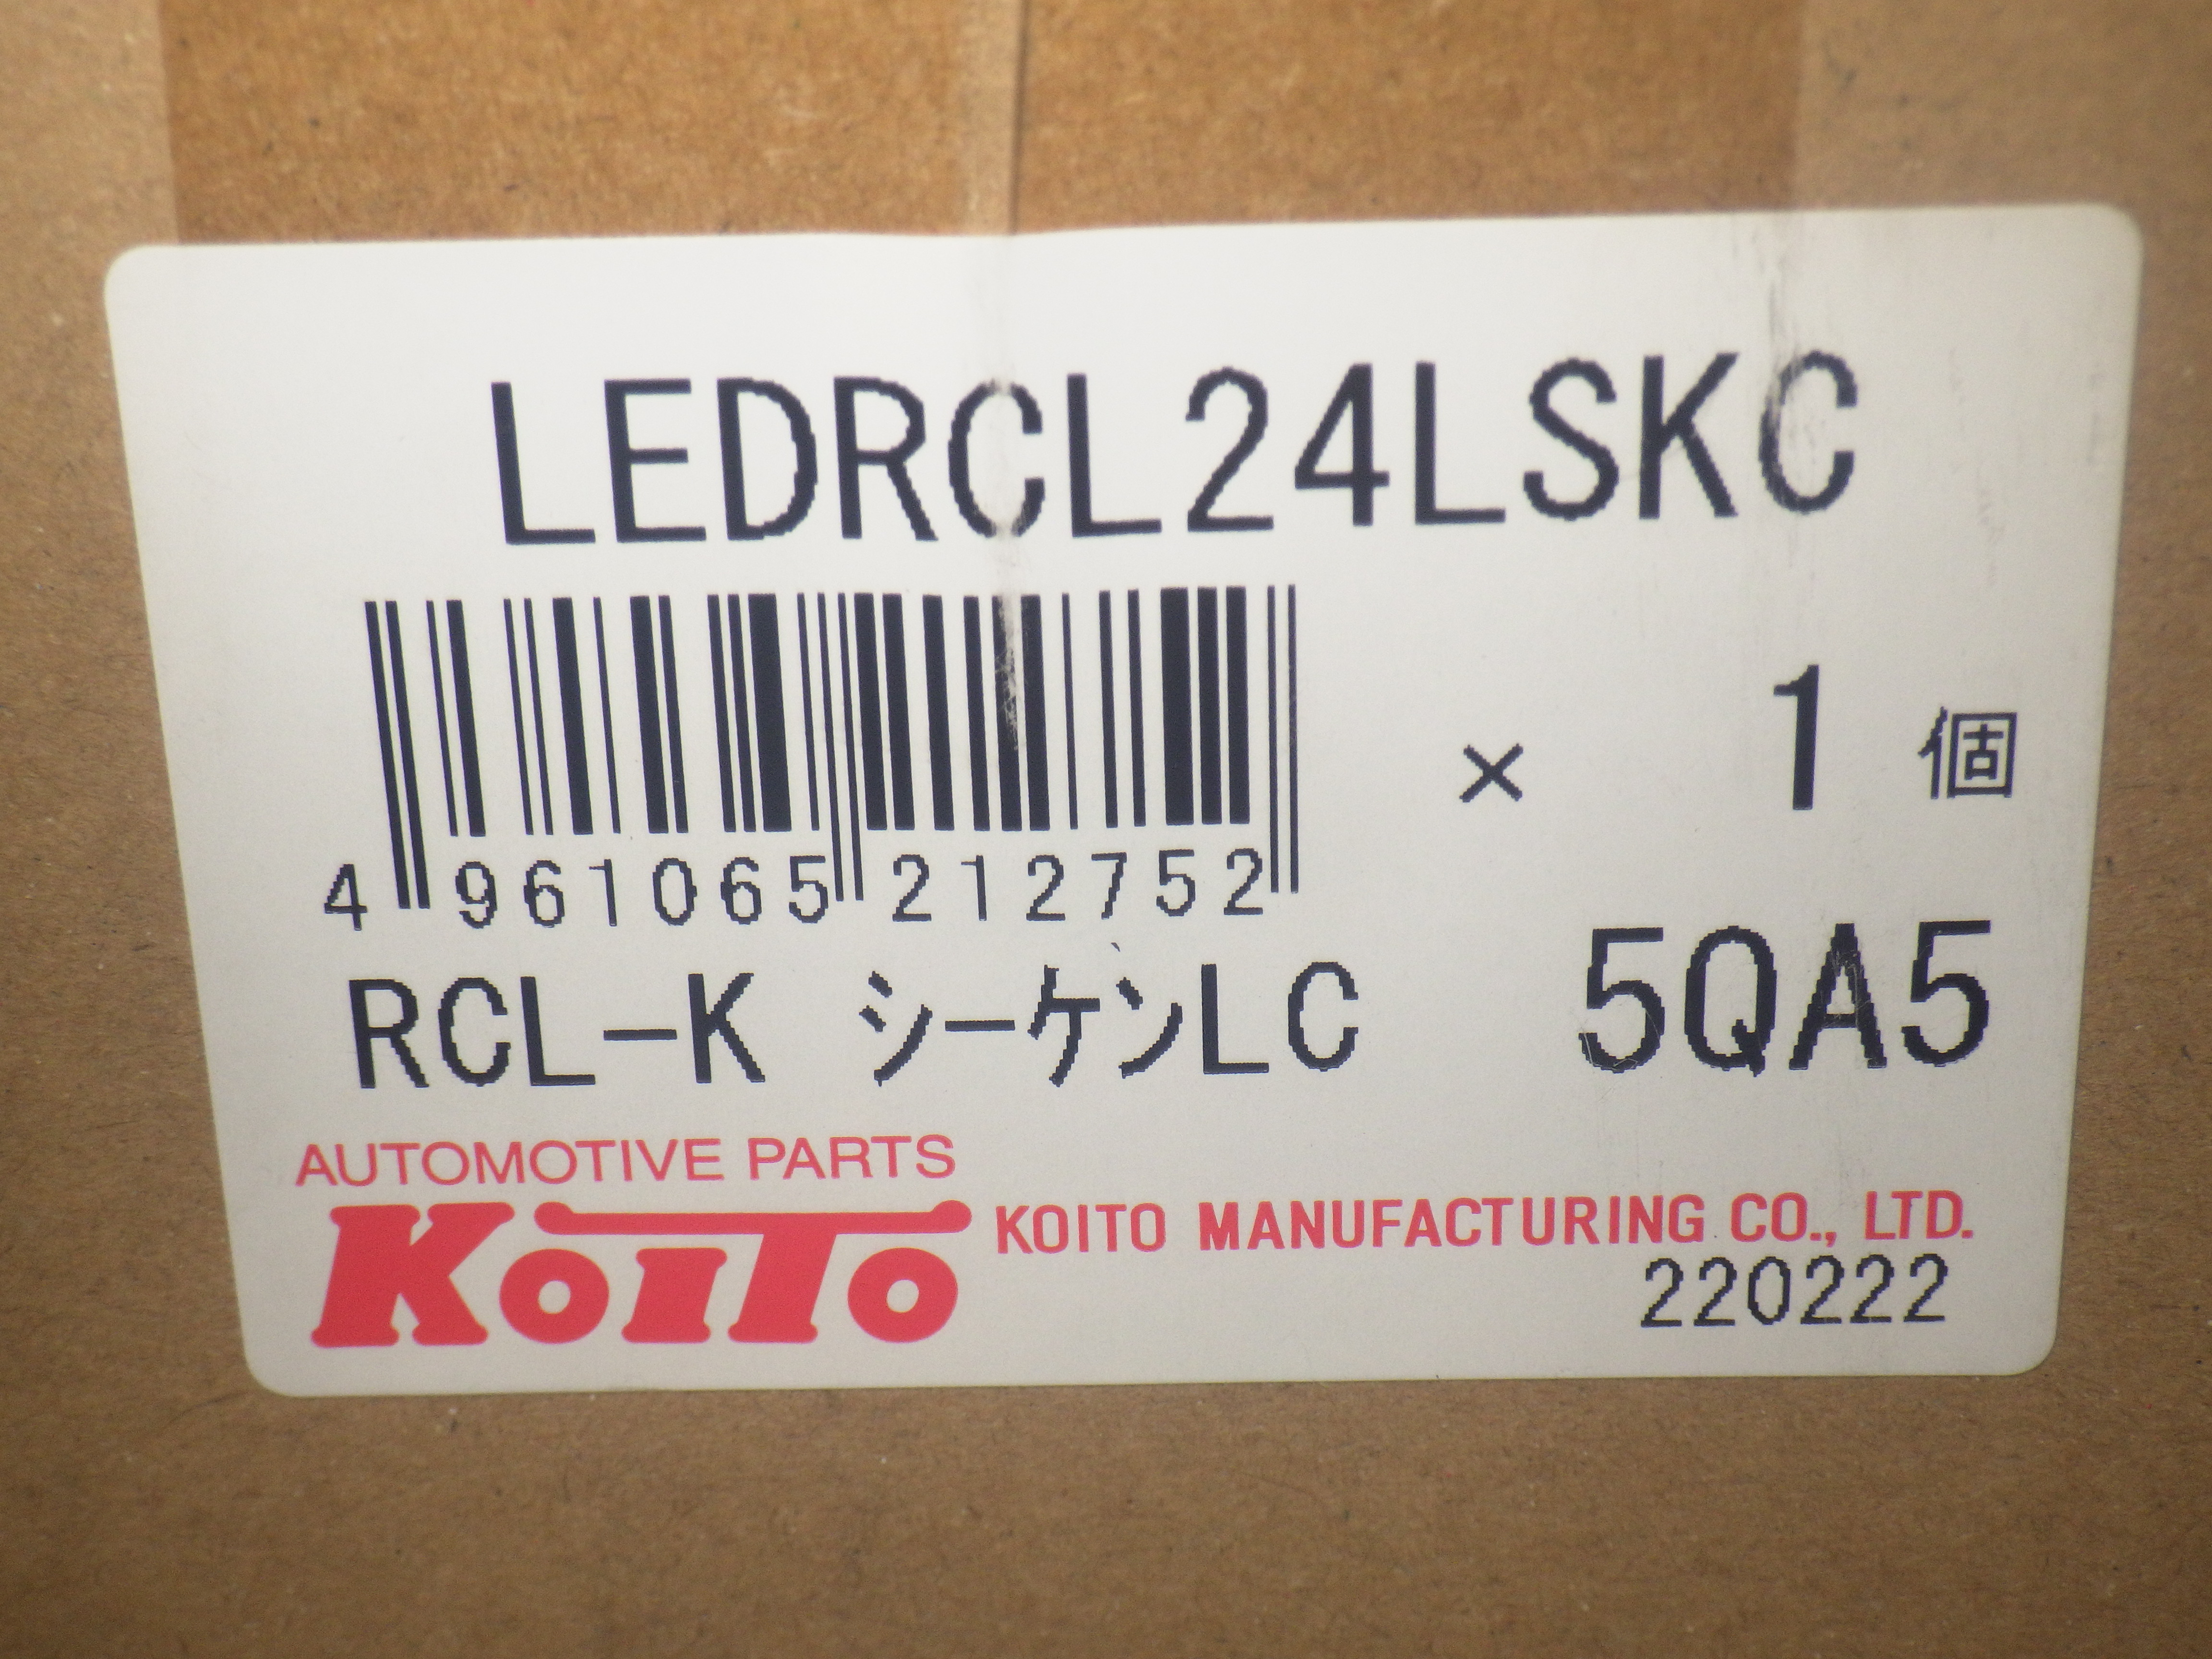 LEDRCL24LSKC
× 1 個
4 961065 212752
RCL-K シーケンLC 5QA5
AUTOMOTIVE PARTS
KOITO KOITO MANUFACTURING CO., LTD.
220222